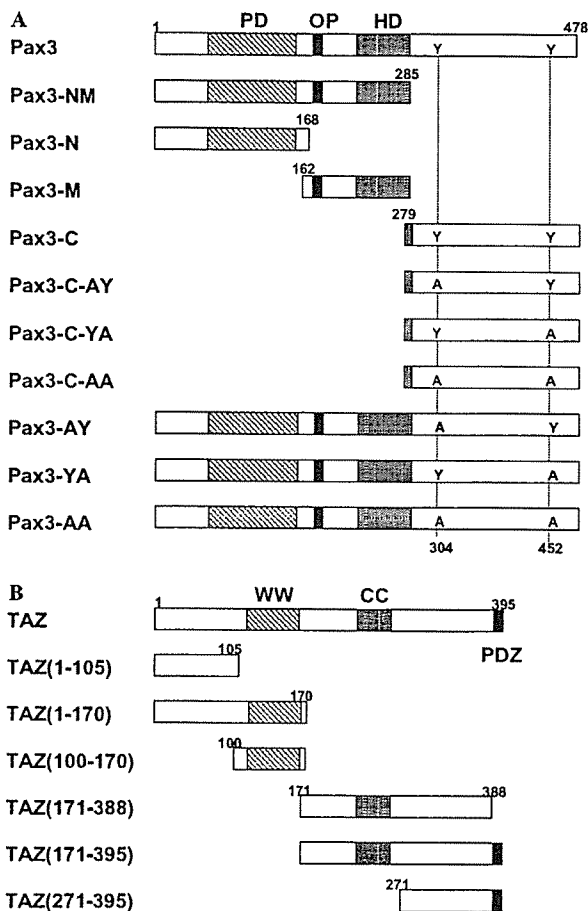 A
PD OP HD
1
478
Pax3
Y Y
285
Pax3-NM
168
Pax3-N
162
Pax3-M
279
Pax3-C
Y Y
Pax3-C-AY
A Y
Pax3-C-YA
Y A
Pax3-C-AA
A A
Pax3-AY
A Y
Pax3-YA
Y A
Pax3-AA
A A
304 452
B
WW CC
1
395
TAZ
PDZ
105
TAZ(1-105)
170
TAZ(1-170)
100
TAZ(100-170)
171 388
TAZ(171-388)
TAZ(171-395)
271
TAZ(271-395)